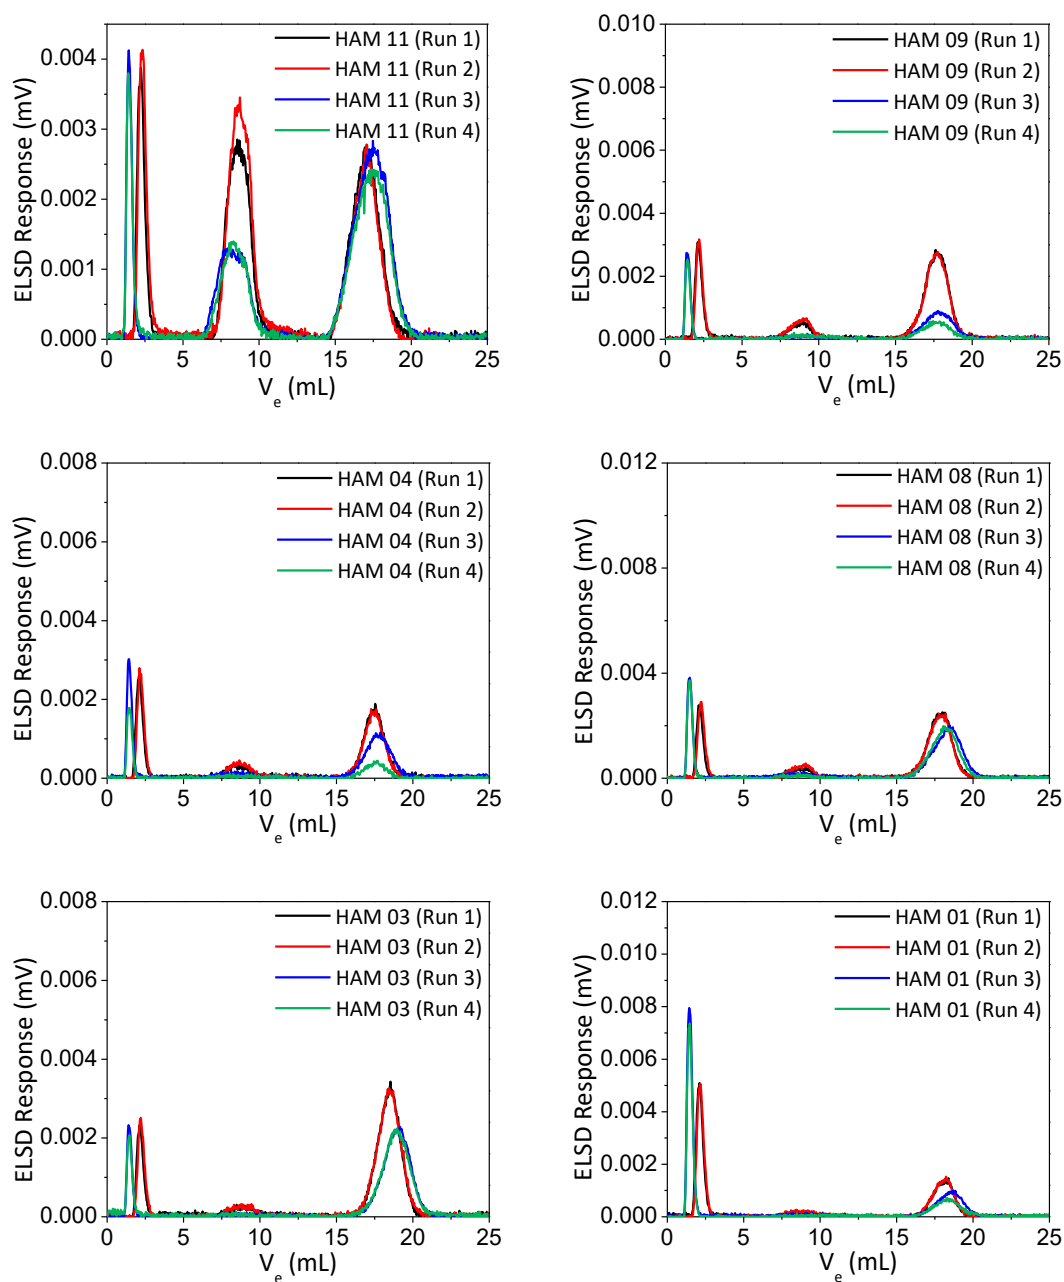 HAM 11 (Run 1)
HAM 11 (Run 2)
HAM 11 (Run 3)
HAM 11 (Run 4)
0.004
0.003
0.002
0.001
0.000
ELSD Response (mV)
0 5 10 15 20 25
Ve (mL)
HAM 09 (Run 1)
HAM 09 (Run 2)
HAM 09 (Run 3)
HAM 09 (Run 4)
0.010
0.008
0.006
0.004
0.002
0.000
ELSD Response (mV)
0 5 10 15 20 25
Ve (mL)
HAM 04 (Run 1)
HAM 04 (Run 2)
HAM 04 (Run 3)
HAM 04 (Run 4)
0.008
0.006
0.004
0.002
0.000
ELSD Response (mV)
0 5 10 15 20 25
Ve (mL)
HAM 08 (Run 1)
HAM 08 (Run 2)
HAM 08 (Run 3)
HAM 08 (Run 4)
0.012
0.008
0.004
0.000
ELSD Response (mV)
0 5 10 15 20 25
Ve (mL)
HAM 03 (Run 1)
HAM 03 (Run 2)
HAM 03 (Run 3)
HAM 03 (Run 4)
0.008
0.006
0.004
0.002
0.000
ELSD Response (mV)
0 5 10 15 20 25
Ve (mL)
HAM 01 (Run 1)
HAM 01 (Run 2)
HAM 01 (Run 3)
HAM 01 (Run 4)
0.012
0.010
0.008
0.006
0.004
0.002
0.000
ELSD Response (mV)
0 5 10 15 20 25
Ve (mL)